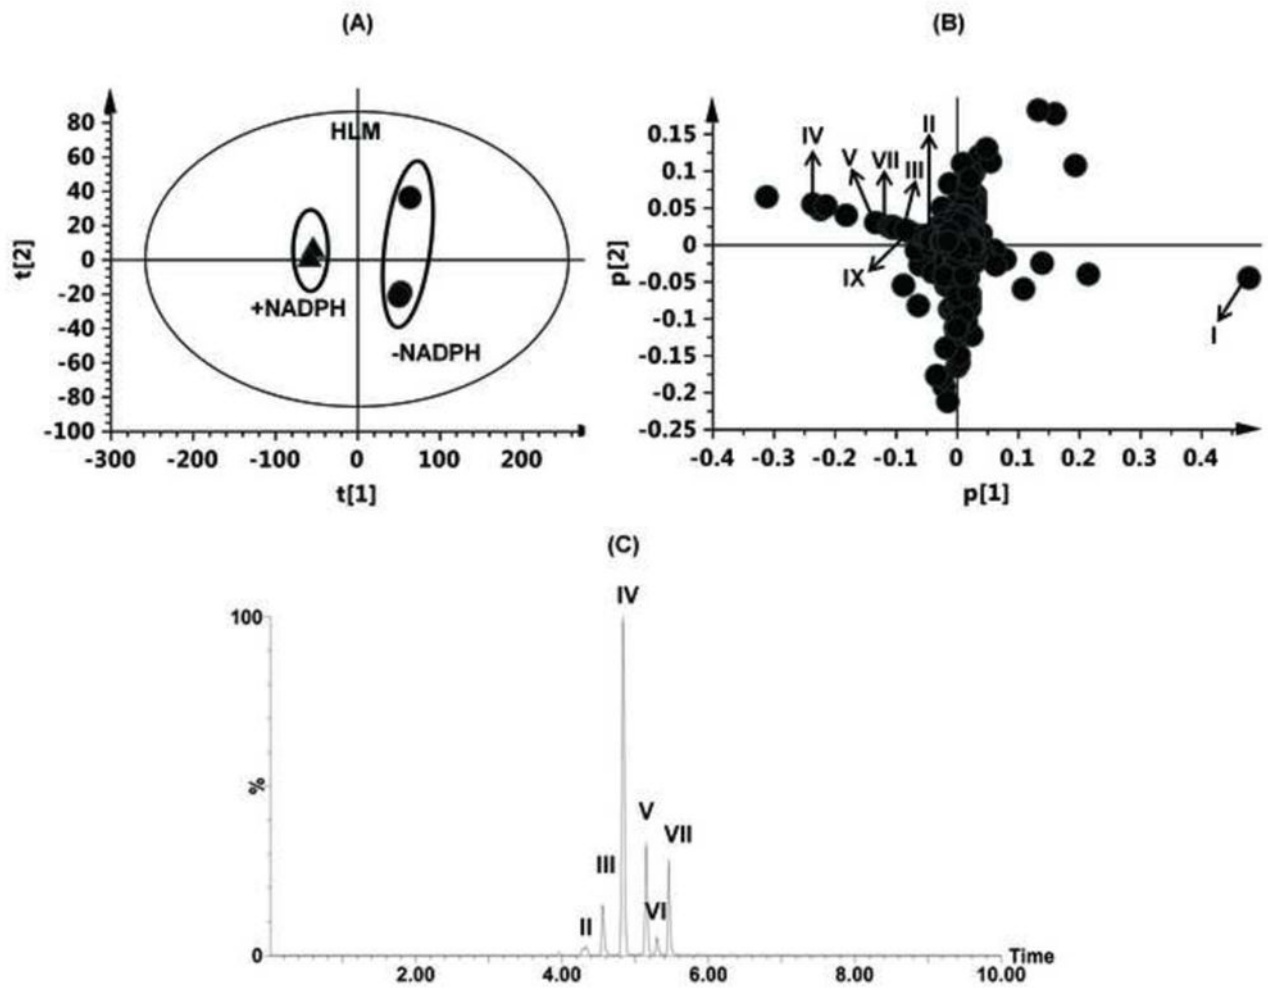 (A)
t[2]
80
60
40
20
0
-20
-40
-60
-80
-100
HLM
+NADPH
-NADPH
-300 -200 -100 0 100 200
t[1]
(B)
p[2]
0.15
0.1
0.05
0
-0.05
-0.1
-0.15
-0.2
-0.25
IV
V
VII
III
II
IX
I
-0.4 -0.3 -0.2 -0.1 0 0.1 0.2 0.3 0.4
p[1]
(C)
100
%
0
II
III
IV
V
VI
VII
2.00 4.00 6.00 8.00 10.00
Time